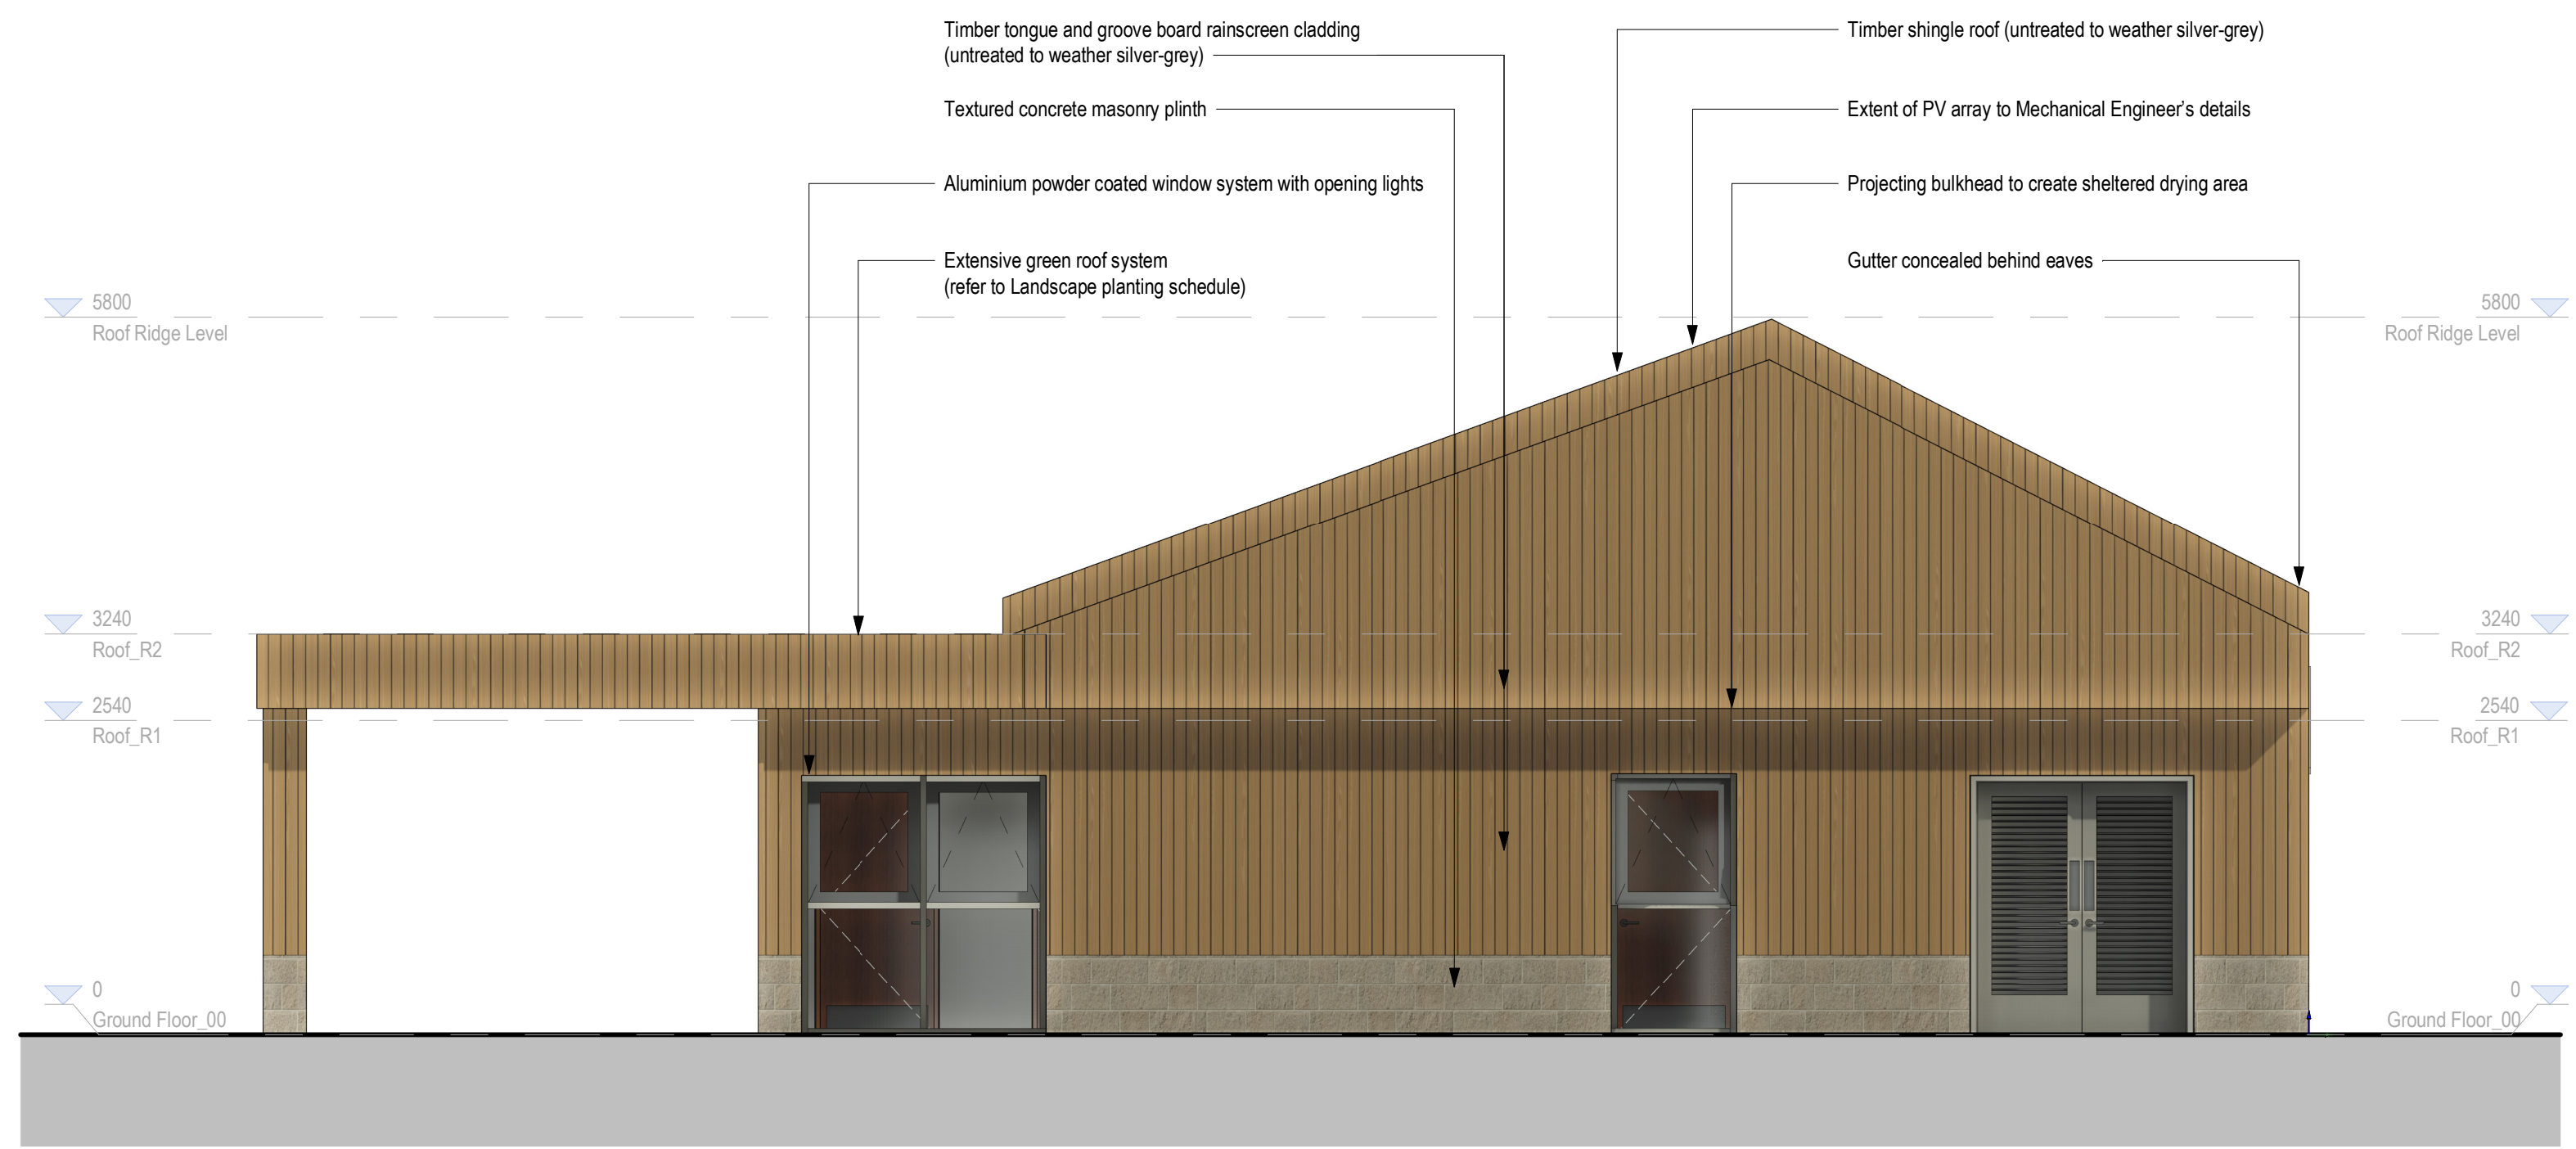 Timber tongue and groove board rainscreen cladding
(untreated to weather silver-grey)
Textured concrete masonry plinth
Aluminium powder coated window system with opening lights
Extensive green roof system
(refer to Landscape planting schedule)
Timber shingle roof (untreated to weather silver-grey)
Extent of PV array to Mechanical Engineer's details
Projecting bulkhead to create sheltered drying area
Gutter concealed behind eaves
5800
Roof Ridge Level
3240
Roof_R2
2540
Roof_R1
0
Ground Floor_00
5800
Roof Ridge Level
3240
Roof_R2
2540
Roof_R1
0
Ground Floor_00